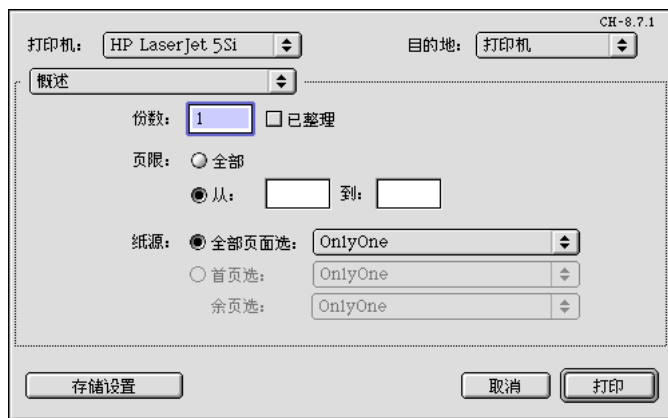 CH-8.7.1
打印机: HP LaserJet 5Si 目的地: 打印机
概述
份数: 1 已整理
页限: 全部
从: 到:
纸源: 全部页面选: OnlyOne
首页选: OnlyOne
余页选: OnlyOne
存储设置 取消 打印